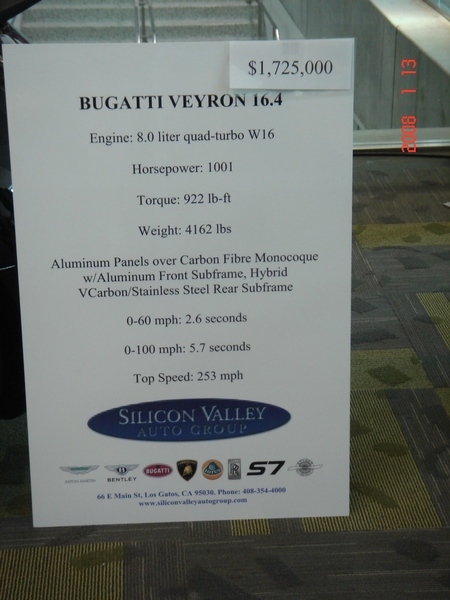 $1,725,000
BUGATTI VEYRON 16.4
Engine: 8.0 liter quad-turbo W16
Horsepower: 1001
Torque: 922 lb-ft
Weight: 4162 lbs
Aluminum Panels over Carbon Fibre Monocoque
w/Aluminum Front Subframe, Hybrid
VCarbon/Stainless Steel Rear Subframe
0-60 mph: 2.6 seconds
0-100 mph: 5.7 seconds
Top Speed: 253 mph
SILICON VALLEY
AUTO GROUP
ASTON MARTIN
BENTLEY
BUGATTI
S7
66 E Main St, Los Gatos, CA 95030. Phone: 408-354-4000
www.siliconvalleyautogroup.com
2008 1 13